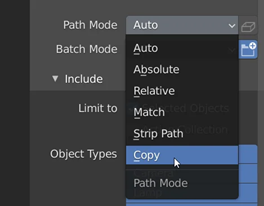 Path Mode Auto
Batch Mode Auto
Absolute
Include
Relative
Limit to Match
Objects
Strip Path
Object Types Copy
Path Mode